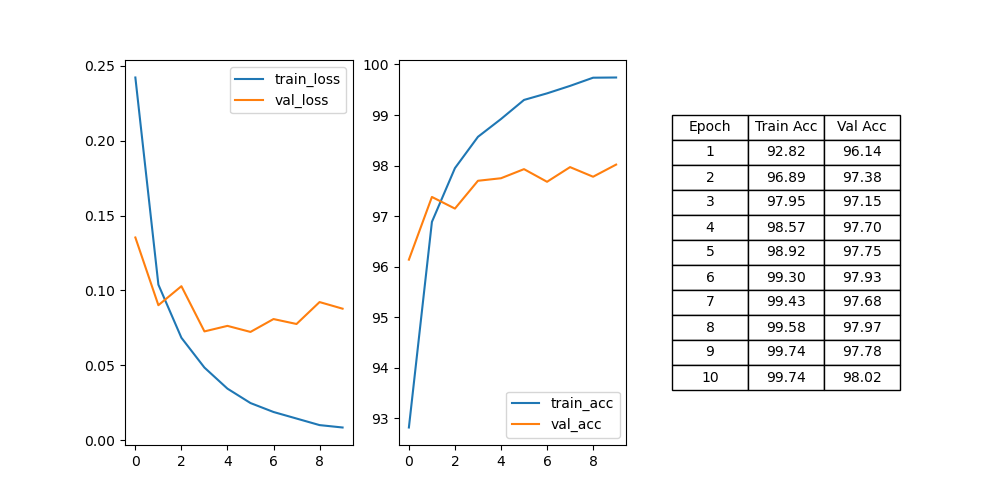 0.25
0.20
0.15
0.10
0.05
0.00
0 2 4 6 8
train_loss
val_loss
100
99
98
97
96
95
94
93
0 2 4 6 8
train_acc
val_acc
Epoch Train Acc Val Acc
1 92.82 96.14
2 96.89 97.38
3 97.95 97.15
4 98.57 97.70
5 98.92 97.75
6 99.30 97.93
7 99.43 97.68
8 99.58 97.97
9 99.74 97.78
10 99.74 98.02